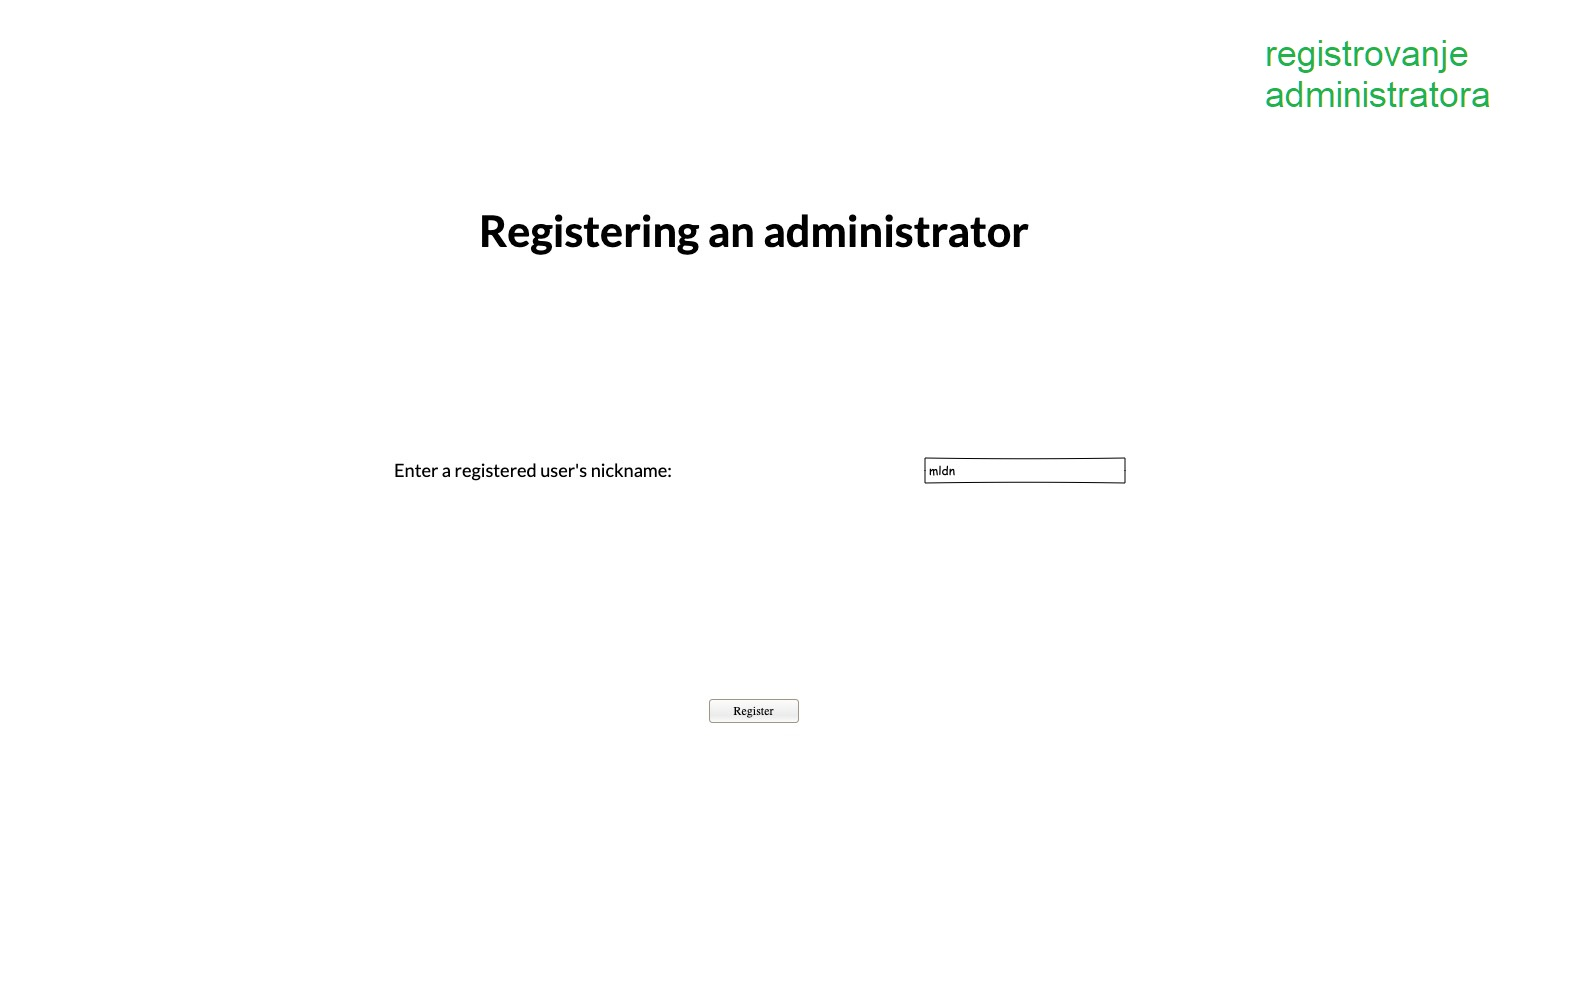 registrovanje
administratora
Registering an administrator
Enter a registered user's nickname:
mldn
Register